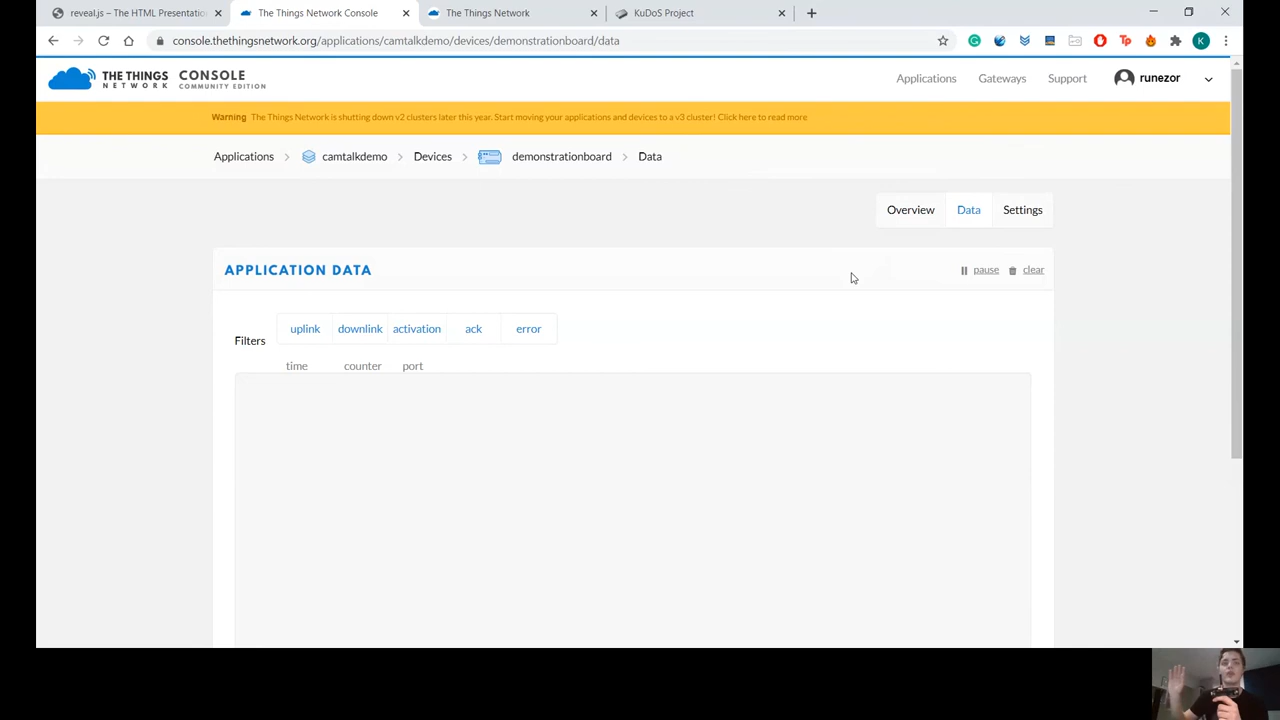 reveal.js – The HTML Presentatio
The Things Network Console
The Things Network
KuDoS Project
console.thethingsnetwork.org/applications/camtalkdemo/devices/demonstrationboard/data
Tp
K
THE THINGS NETWORK
CONSOLE
COMMUNITY EDITION
Applications
Gateways
Support
runezor
Warning The Things Network is shutting down v2 clusters later this year. Start moving your applications and devices to a v3 cluster! Click here to read more
Applications > camtalkdemo > Devices > demonstrationboard > Data
Overview
Data
Settings
APPLICATION DATA
pause
clear
Filters
uplink
downlink
activation
ack
error
time
counter
port